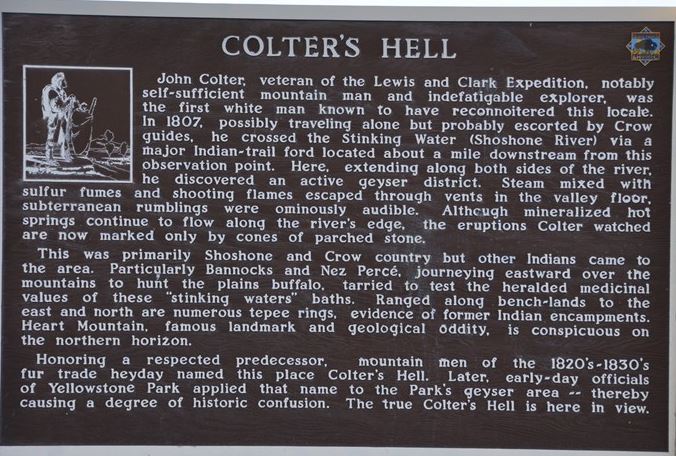 COLTER'S HELL
John Colter, veteran of the Lewis and Clark Expedition, notably
self-sufficient mountain man and indefatigable explorer, was
the first white man known to have reconnoitered this locale.
In 1807, possibly traveling alone but probably escorted by Crow
guides, he crossed the Stinking Water (Shoshone River) via a
major Indian-trail ford located about a mile downstream from this
observation point. Here, extending along both sides of the river,
he discovered an active geyser district. Steam mixed with
sulfur fumes and shooting flames escaped through vents in the valley floor,
subterranean rumblings were ominously audible. Although mineralized hot
springs continue to flow along the river's edge, the eruptions Colter watched
are now marked only by cones of parched stone.
This was primarily Shoshone and Crow country but other Indians came to
the area. Particularly Bannocks and Nez Percé, journeying eastward over the
mountains to hunt the plains buffalo, tarried to test the heralded medicinal
values of these "stinking waters" baths. Ranged along bench-lands to the
east and north are numerous tepee rings, evidence of former Indian encampments.
Heart Mountain, famous landmark and geological oddity, is conspicuous on
the northern horizon.
Honoring a respected predecessor, mountain men of the 1820's-1830's
fur trade heyday named this place Colter's Hell. Later, early-day officials
of Yellowstone Park applied that name to the Park's geyser area -- thereby
causing a degree of historic confusion. The true Colter's Hell is here in view.